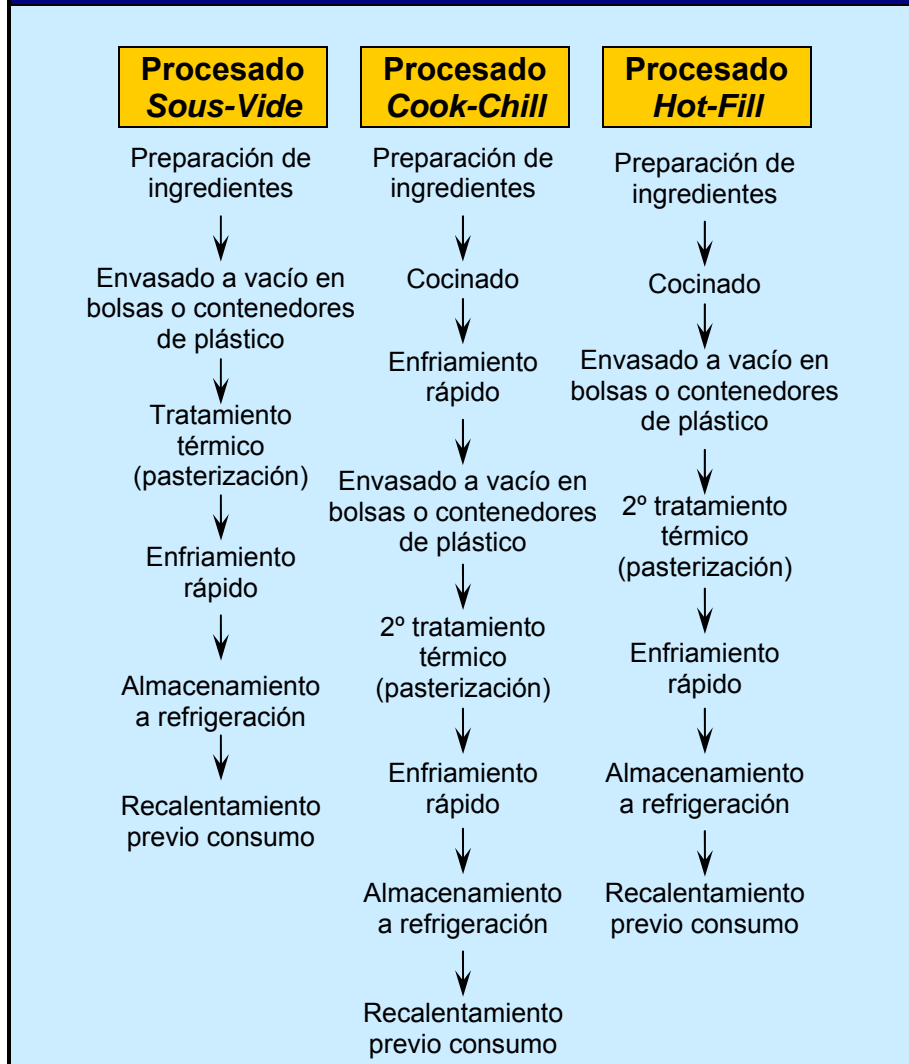 Procesado
Sous-Vide
Preparación de
ingredientes
Envasado a vacío en
bolsas o contenedores
de plástico
Tratamiento
térmico
(pasterización)
Enfriamiento
rápido
Almacenamiento
a refrigeración
Recalentamiento
previo consumo
Procesado
Cook-Chill
Preparación de
ingredientes
Cocinado
Enfriamiento
rápido
Envasado a vacío en
bolsas o contenedores
de plástico
2º tratamiento
térmico
(pasterización)
Enfriamiento
rápido
Almacenamiento
a refrigeración
Recalentamiento
previo consumo
Procesado
Hot-Fill
Preparación de
ingredientes
Cocinado
Envasado a vacío en
bolsas o contenedores
de plástico
2º tratamiento
térmico
(pasterización)
Enfriamiento
rápido
Almacenamiento
a refrigeración
Recalentamiento
previo consumo